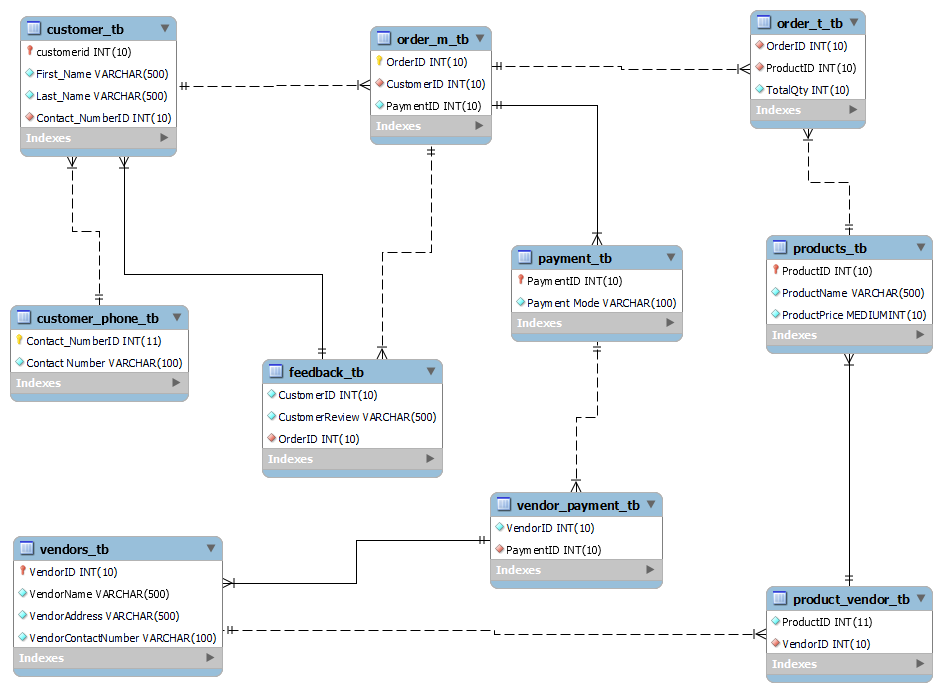 customer_tb
customerid INT(10)
First_Name VARCHAR(500)
Last_Name VARCHAR(500)
Contact_NumberID INT(10)
Indexes
order_m_tb
OrderID INT(10)
CustomerID INT(10)
PaymentID INT(10)
Indexes
order_t_tb
OrderID INT(10)
ProductID INT(10)
TotalQty INT(10)
Indexes
customer_phone_tb
Contact_NumberID INT(11)
Contact Number VARCHAR(100)
Indexes
feedback_tb
CustomerID INT(10)
CustomerReview VARCHAR(500)
OrderID INT(10)
Indexes
payment_tb
PaymentID INT(10)
Payment Mode VARCHAR(100)
Indexes
products_tb
ProductID INT(10)
ProductName VARCHAR(500)
ProductPrice MEDIUMINT(10)
Indexes
vendors_tb
VendorID INT(10)
VendorName VARCHAR(500)
VendorAddress VARCHAR(500)
VendorContactNumber VARCHAR(100)
Indexes
vendor_payment_tb
VendorID INT(10)
PaymentID INT(10)
Indexes
product_vendor_tb
ProductID INT(11)
VendorID INT(10)
Indexes